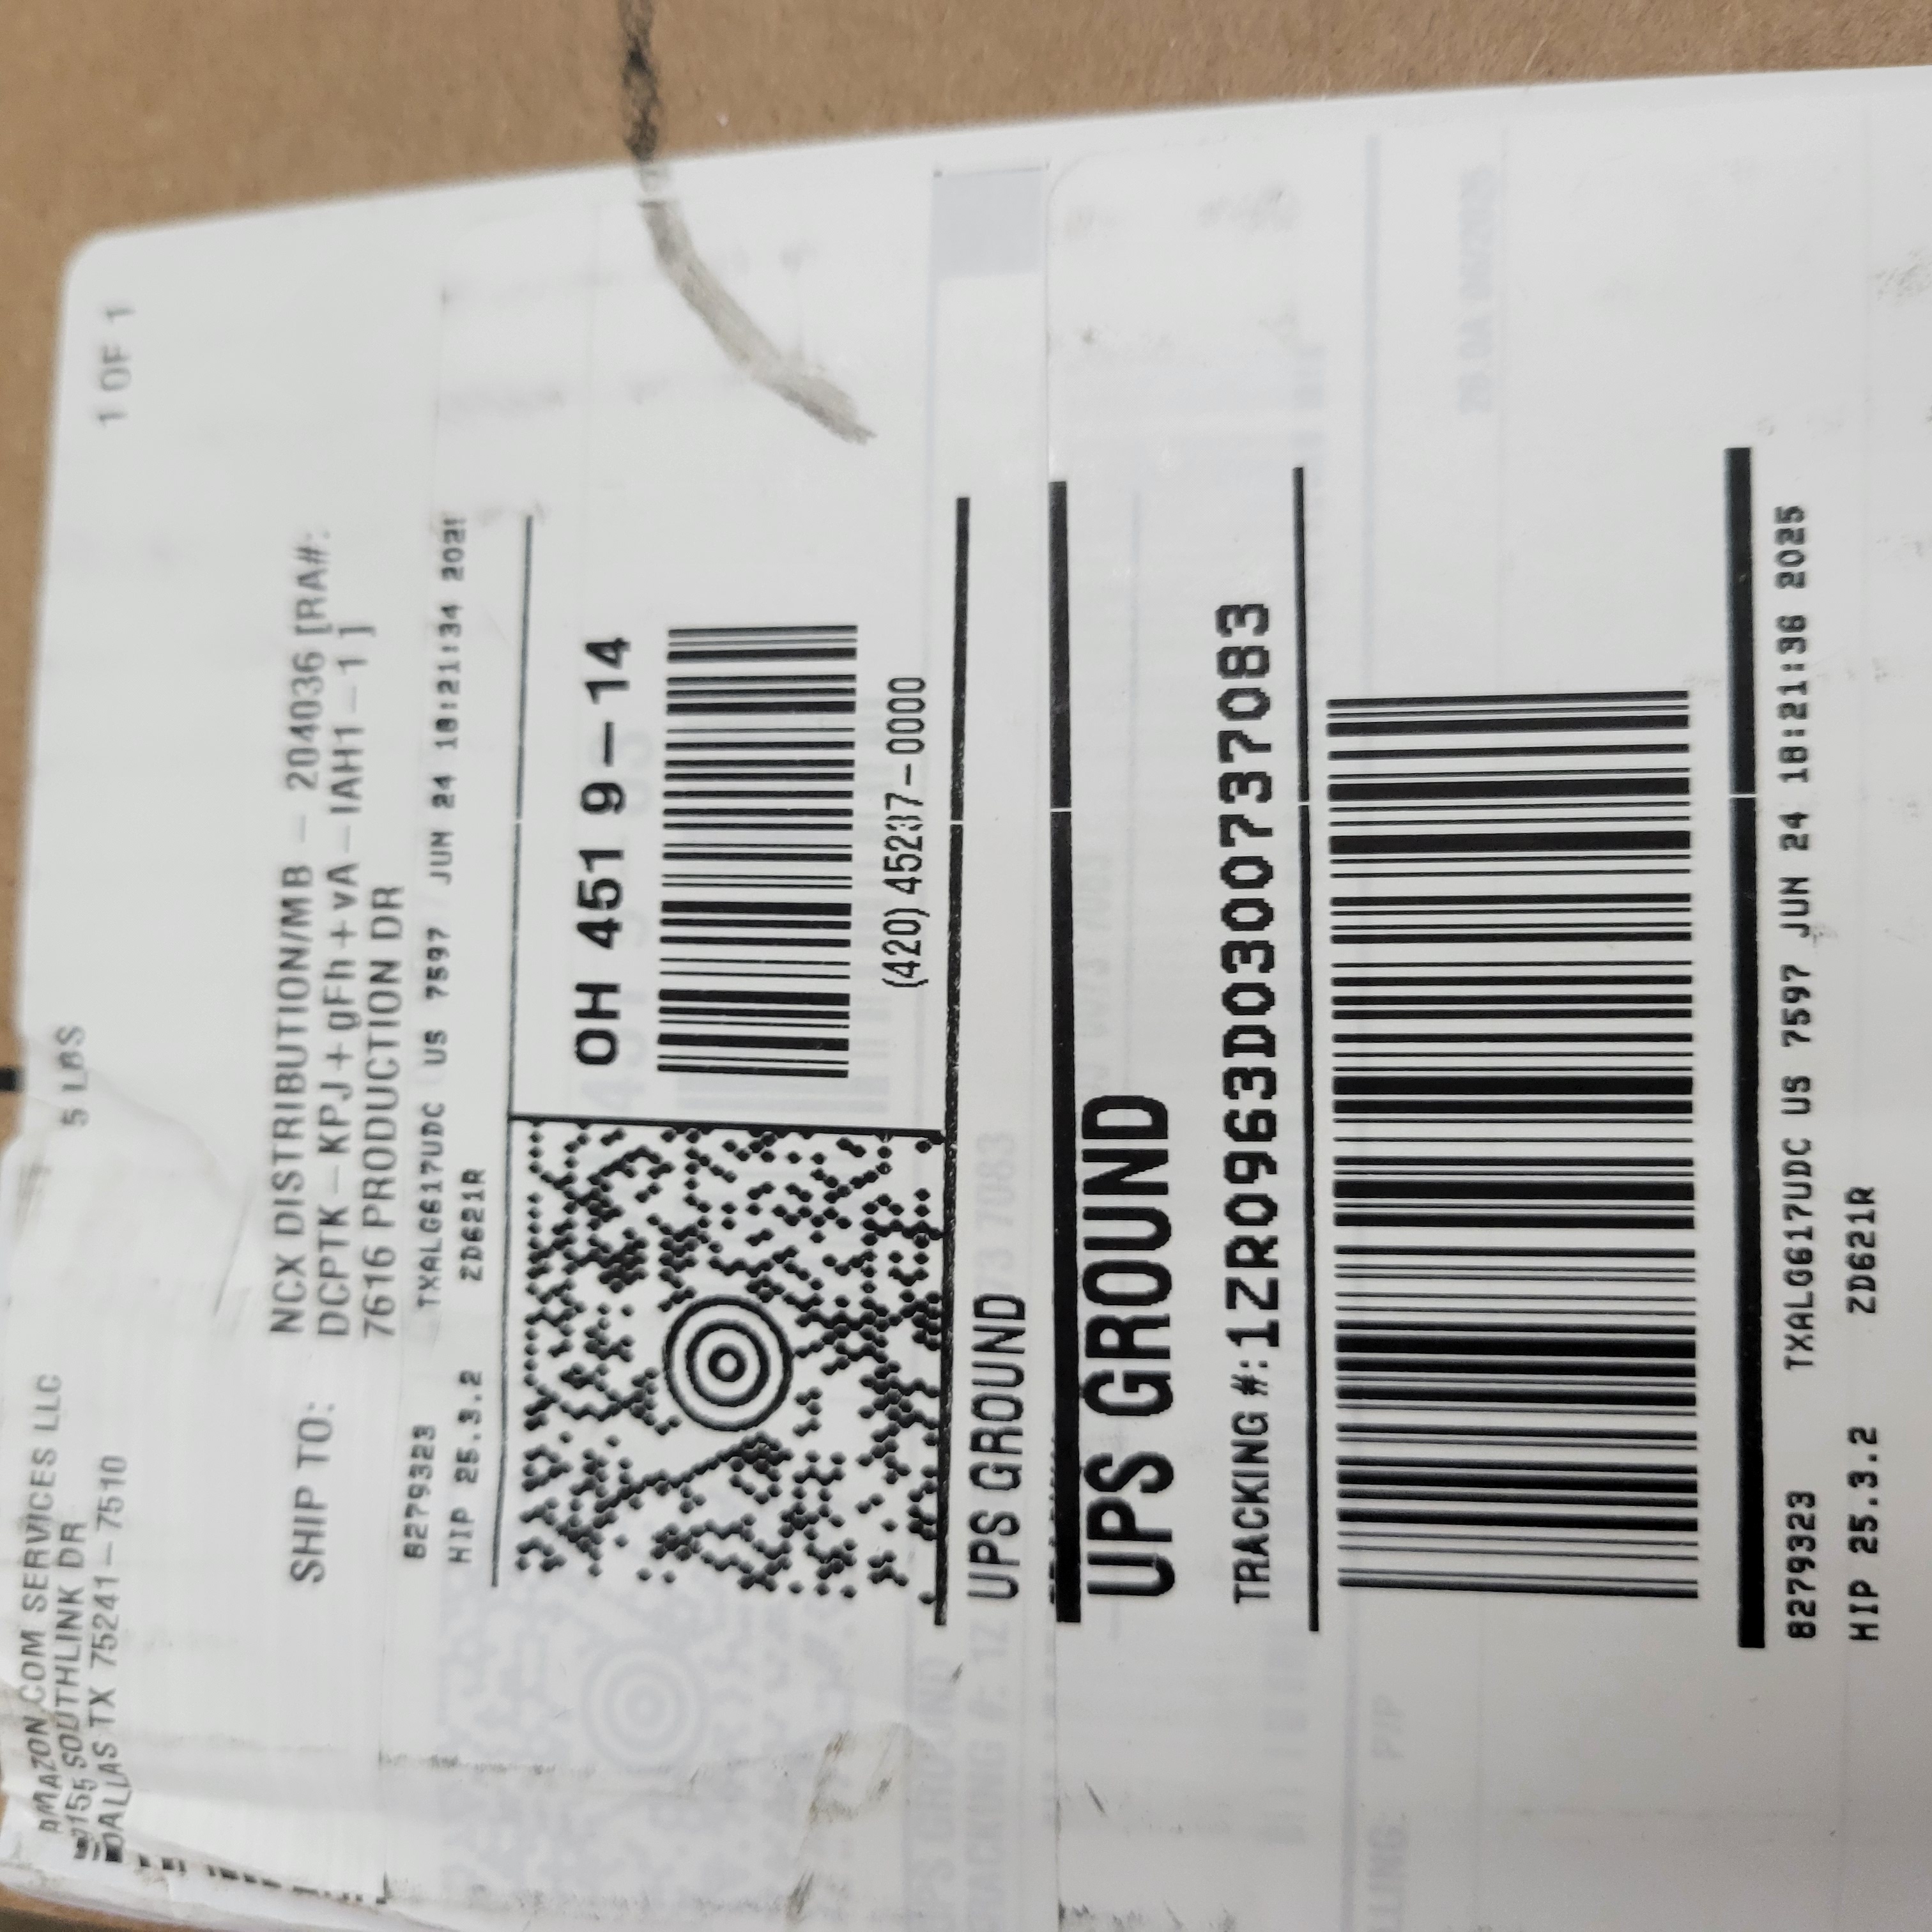 AMAZON.COM SERVICES LLC
SOUTHLINK DR
DALLAS TX 75241-7510
5 LBS
1 OF 1
SHIP TO:
NCX DISTRIBUTION/MB - 204036 [RA#:
DCPTK-KPJ+gFh+vA-IAH1-1 ]
7616 PRODUCTION DR
8279323 TXALG617UDC US 7597 JUN 24 18:21:34 202
HIP 25.3.2 ZD621R
OH 451 9-14
(420) 45237-0000
UPS GROUND
UPS GROUND
TRACKING #:1ZR0963D0300737083
8279323 TXALG617UDC US 7597 JUN 24 18:21:36 2025
HIP 25.3.2 ZD621R